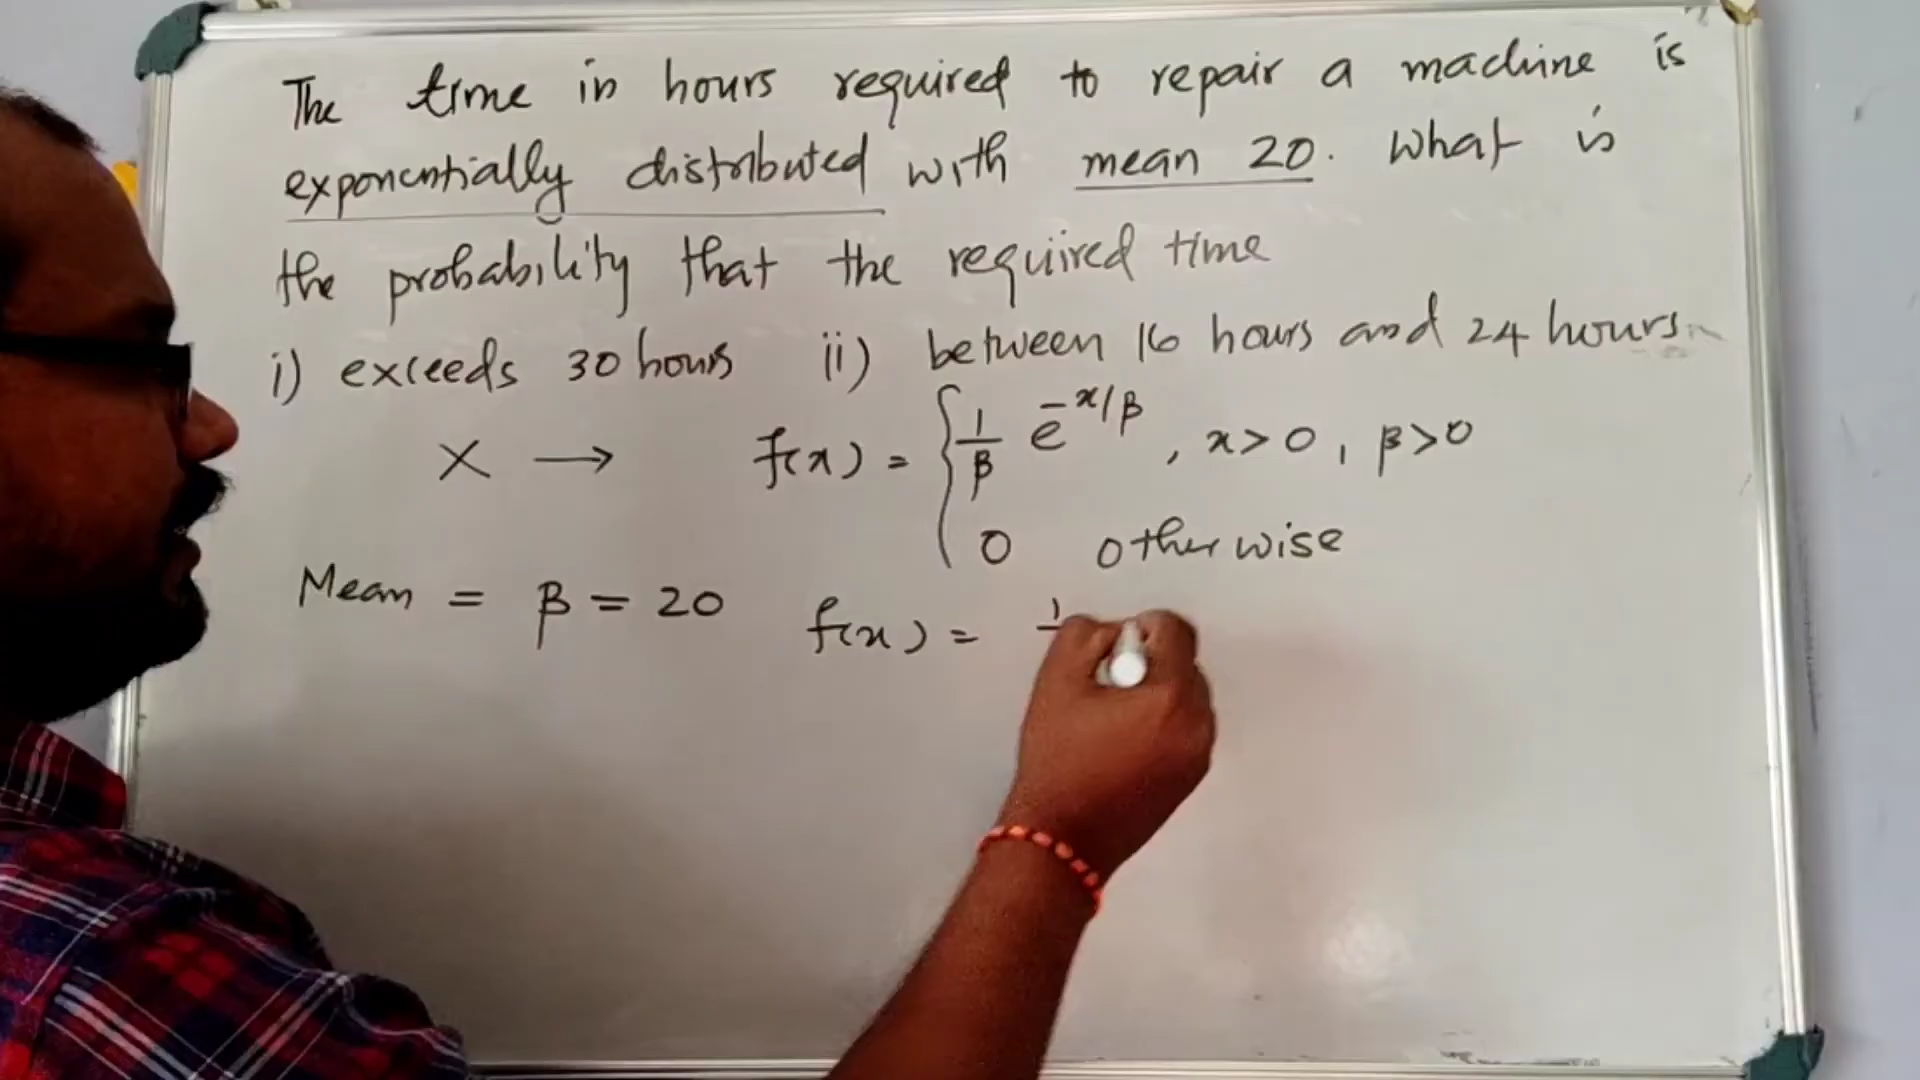 The time in hours required to repair a machine is
exponentially distributed with mean 20. What is
the probability that the required time
i) exceeds 30 hours ii) between 16 hours and 24 hours
X → f(x) = { 1/β e^-x/β , x>0, β>0
0 otherwise
Mean = β = 20 f(x) = 1